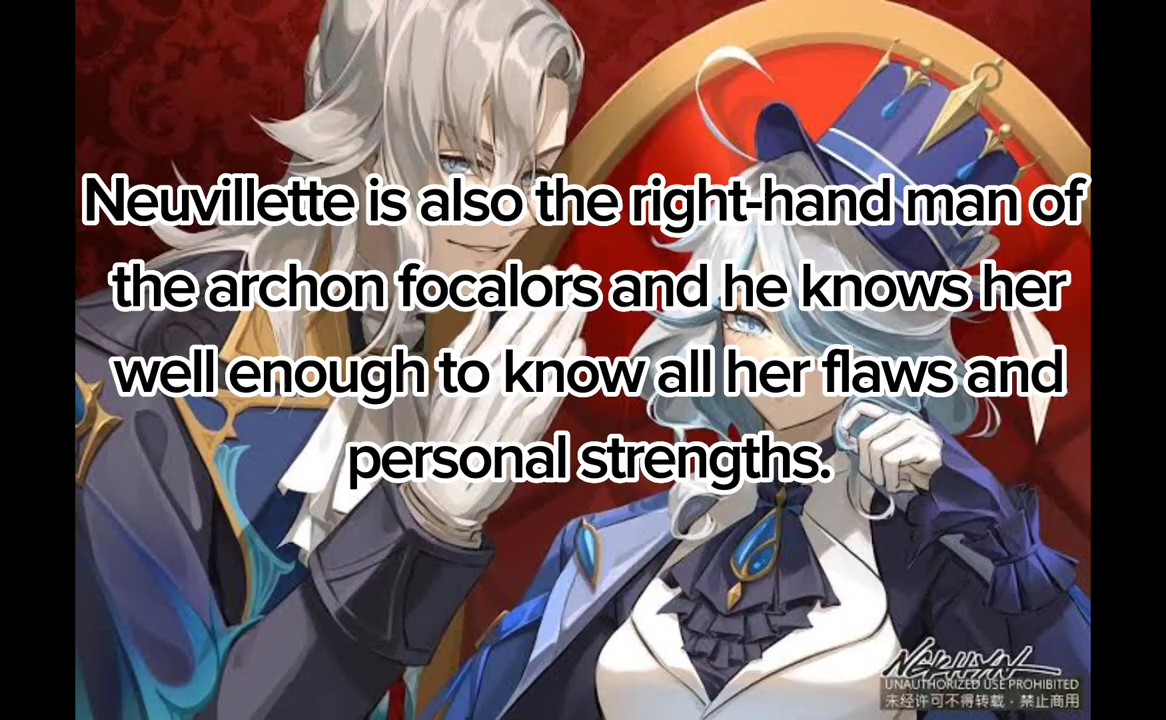 Neuvillette is also the right-hand man of
the archon focalors and he knows her
well enough to know all her flaws and
personal strengths.
UNAUTHORIZED USE PROHIBITED
未经许可不得转载·禁止商用